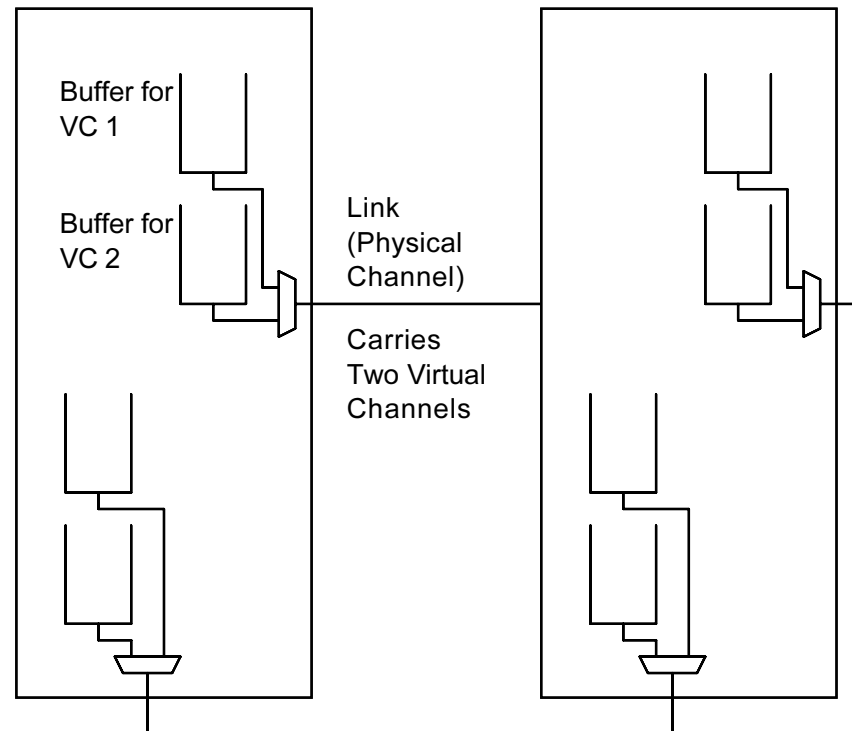 Buffer for
VC 1
Buffer for
VC 2
Link
(Physical
Channel)
Carries
Two Virtual
Channels